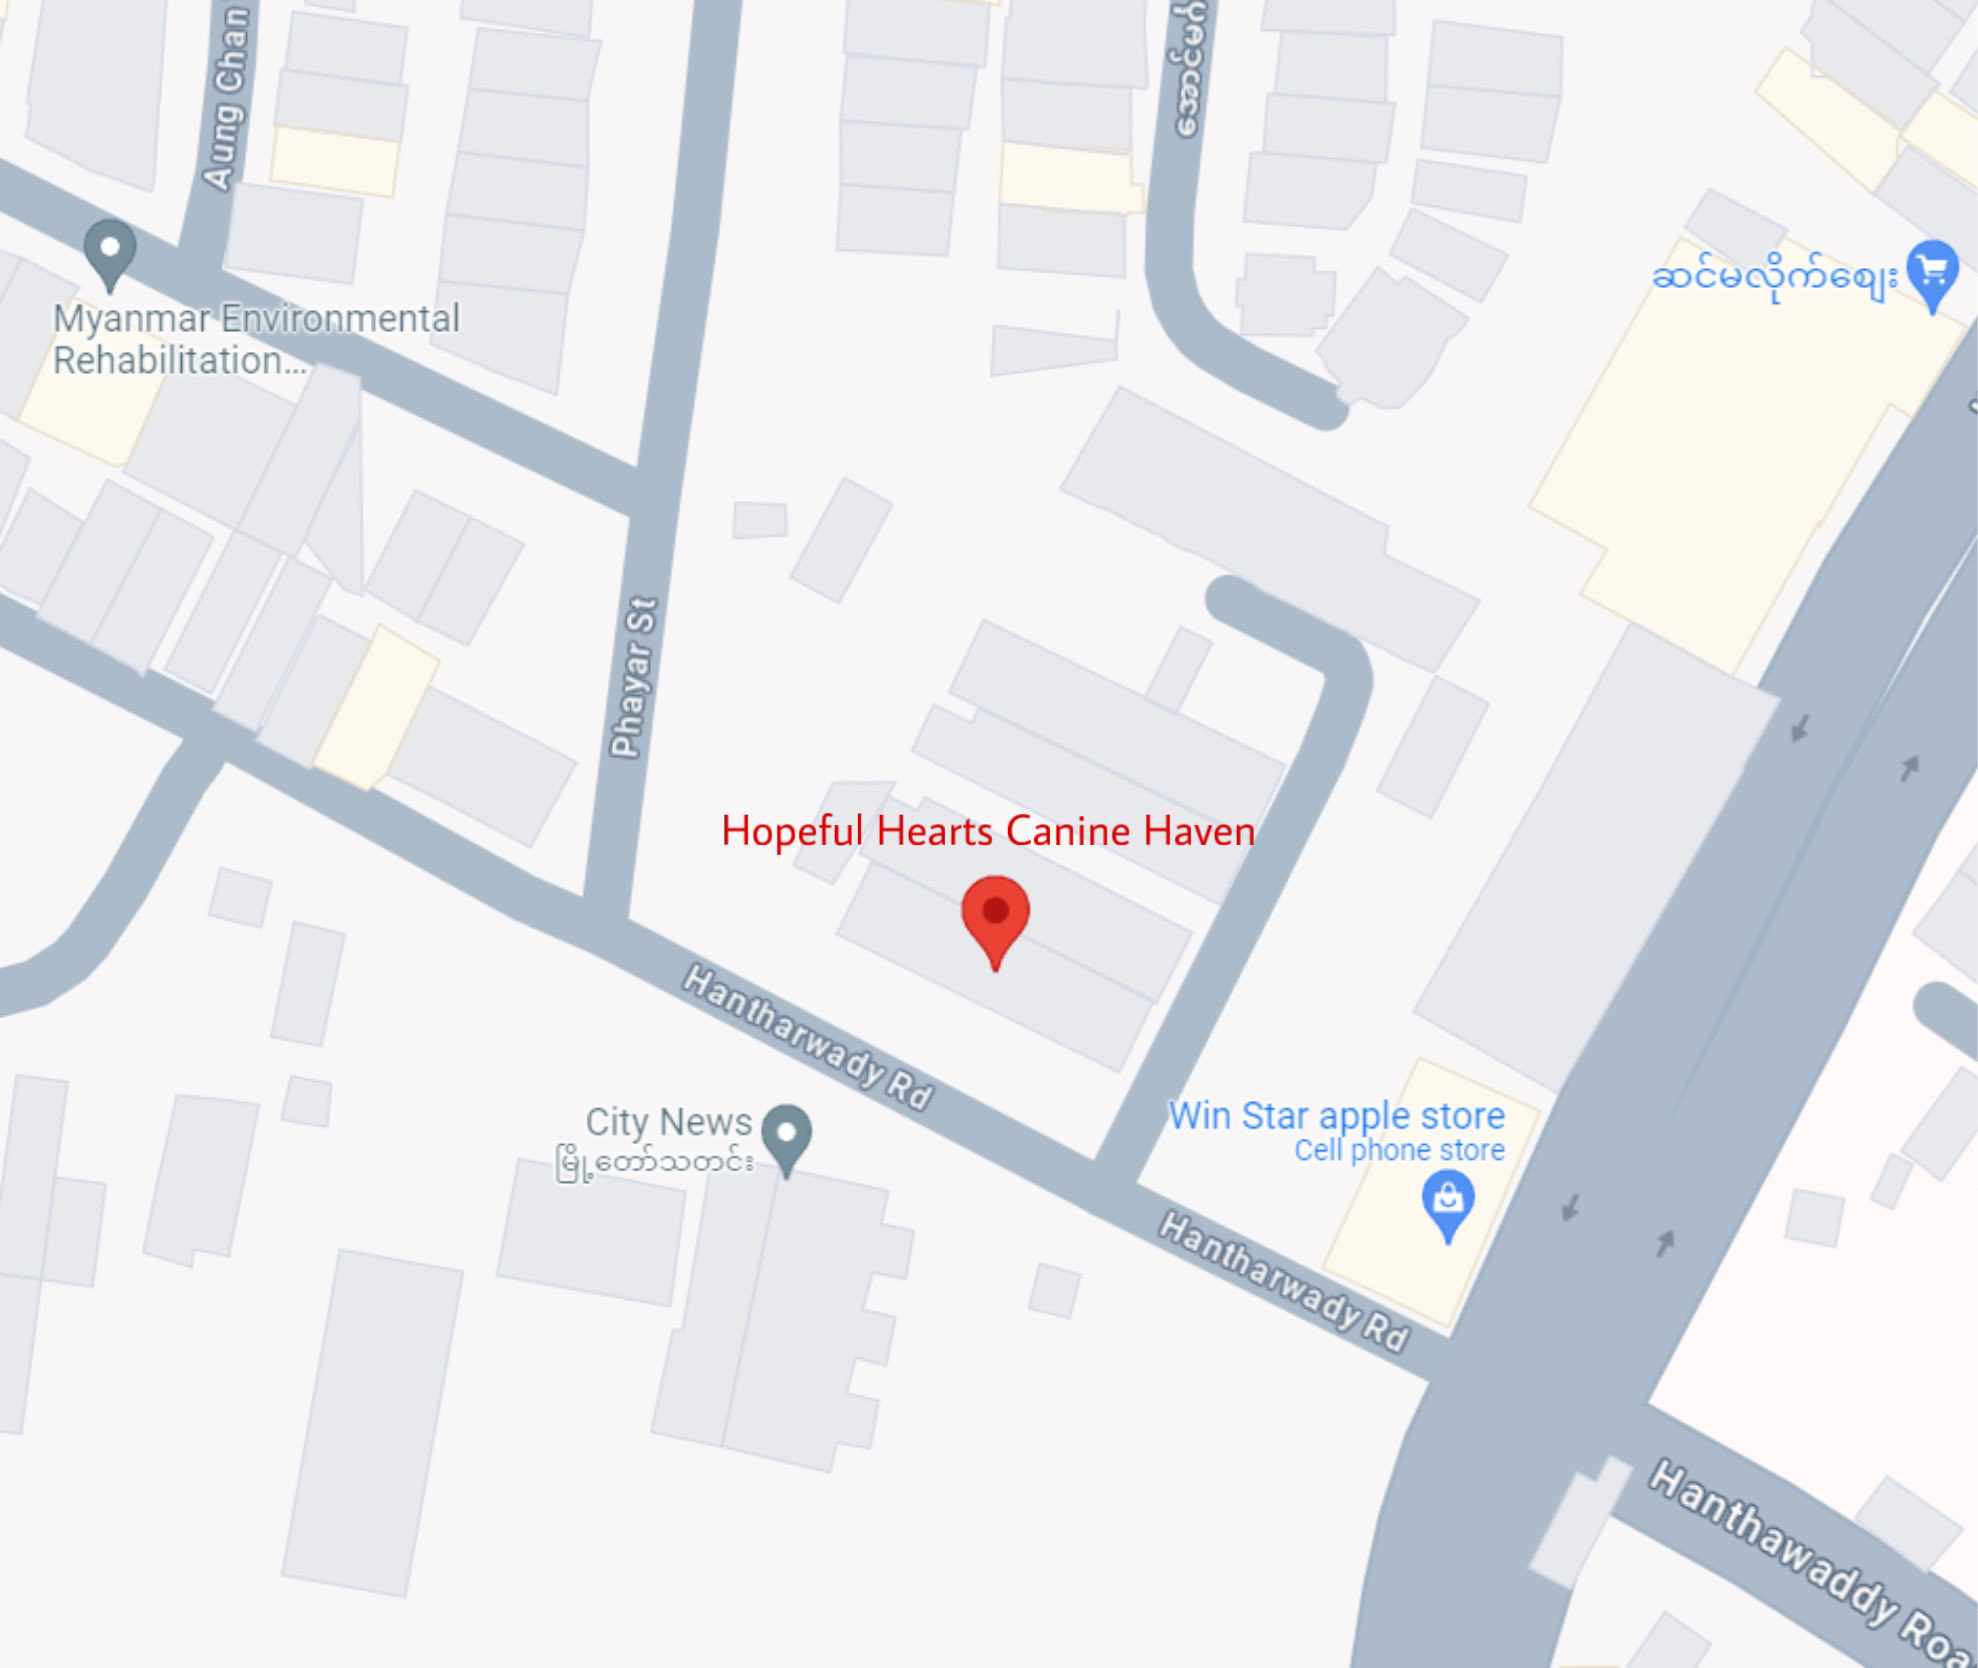 Aung Chan
Myanmar Environmental
Rehabilitation...
ဆင်မလိုက်ဈေး
Phayar St
Hopeful Hearts Canine Haven
Hantharwady Rd
City News
မြို့တော်သတင်း
Win Star apple store
Cell phone store
Hantharwady Rd
Hanthawaddy Roa